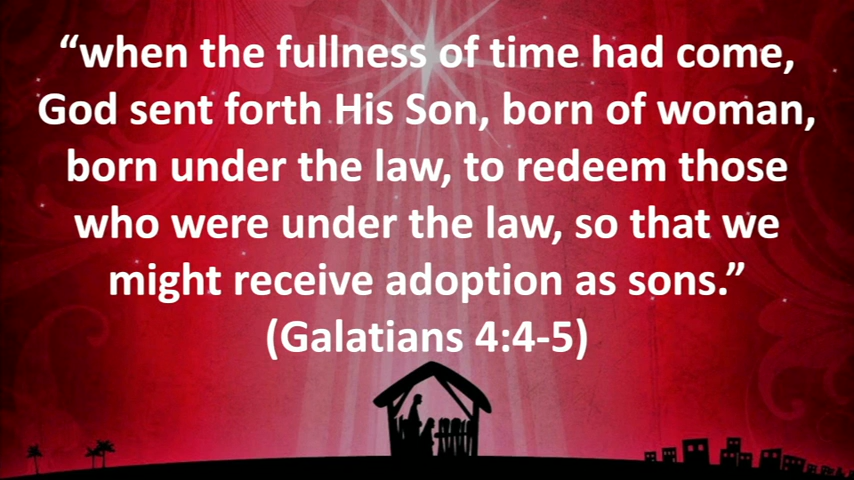 “when the fullness of time had come,
God sent forth His Son, born of woman,
born under the law, to redeem those
who were under the law, so that we
might receive adoption as sons.”
(Galatians 4:4-5)